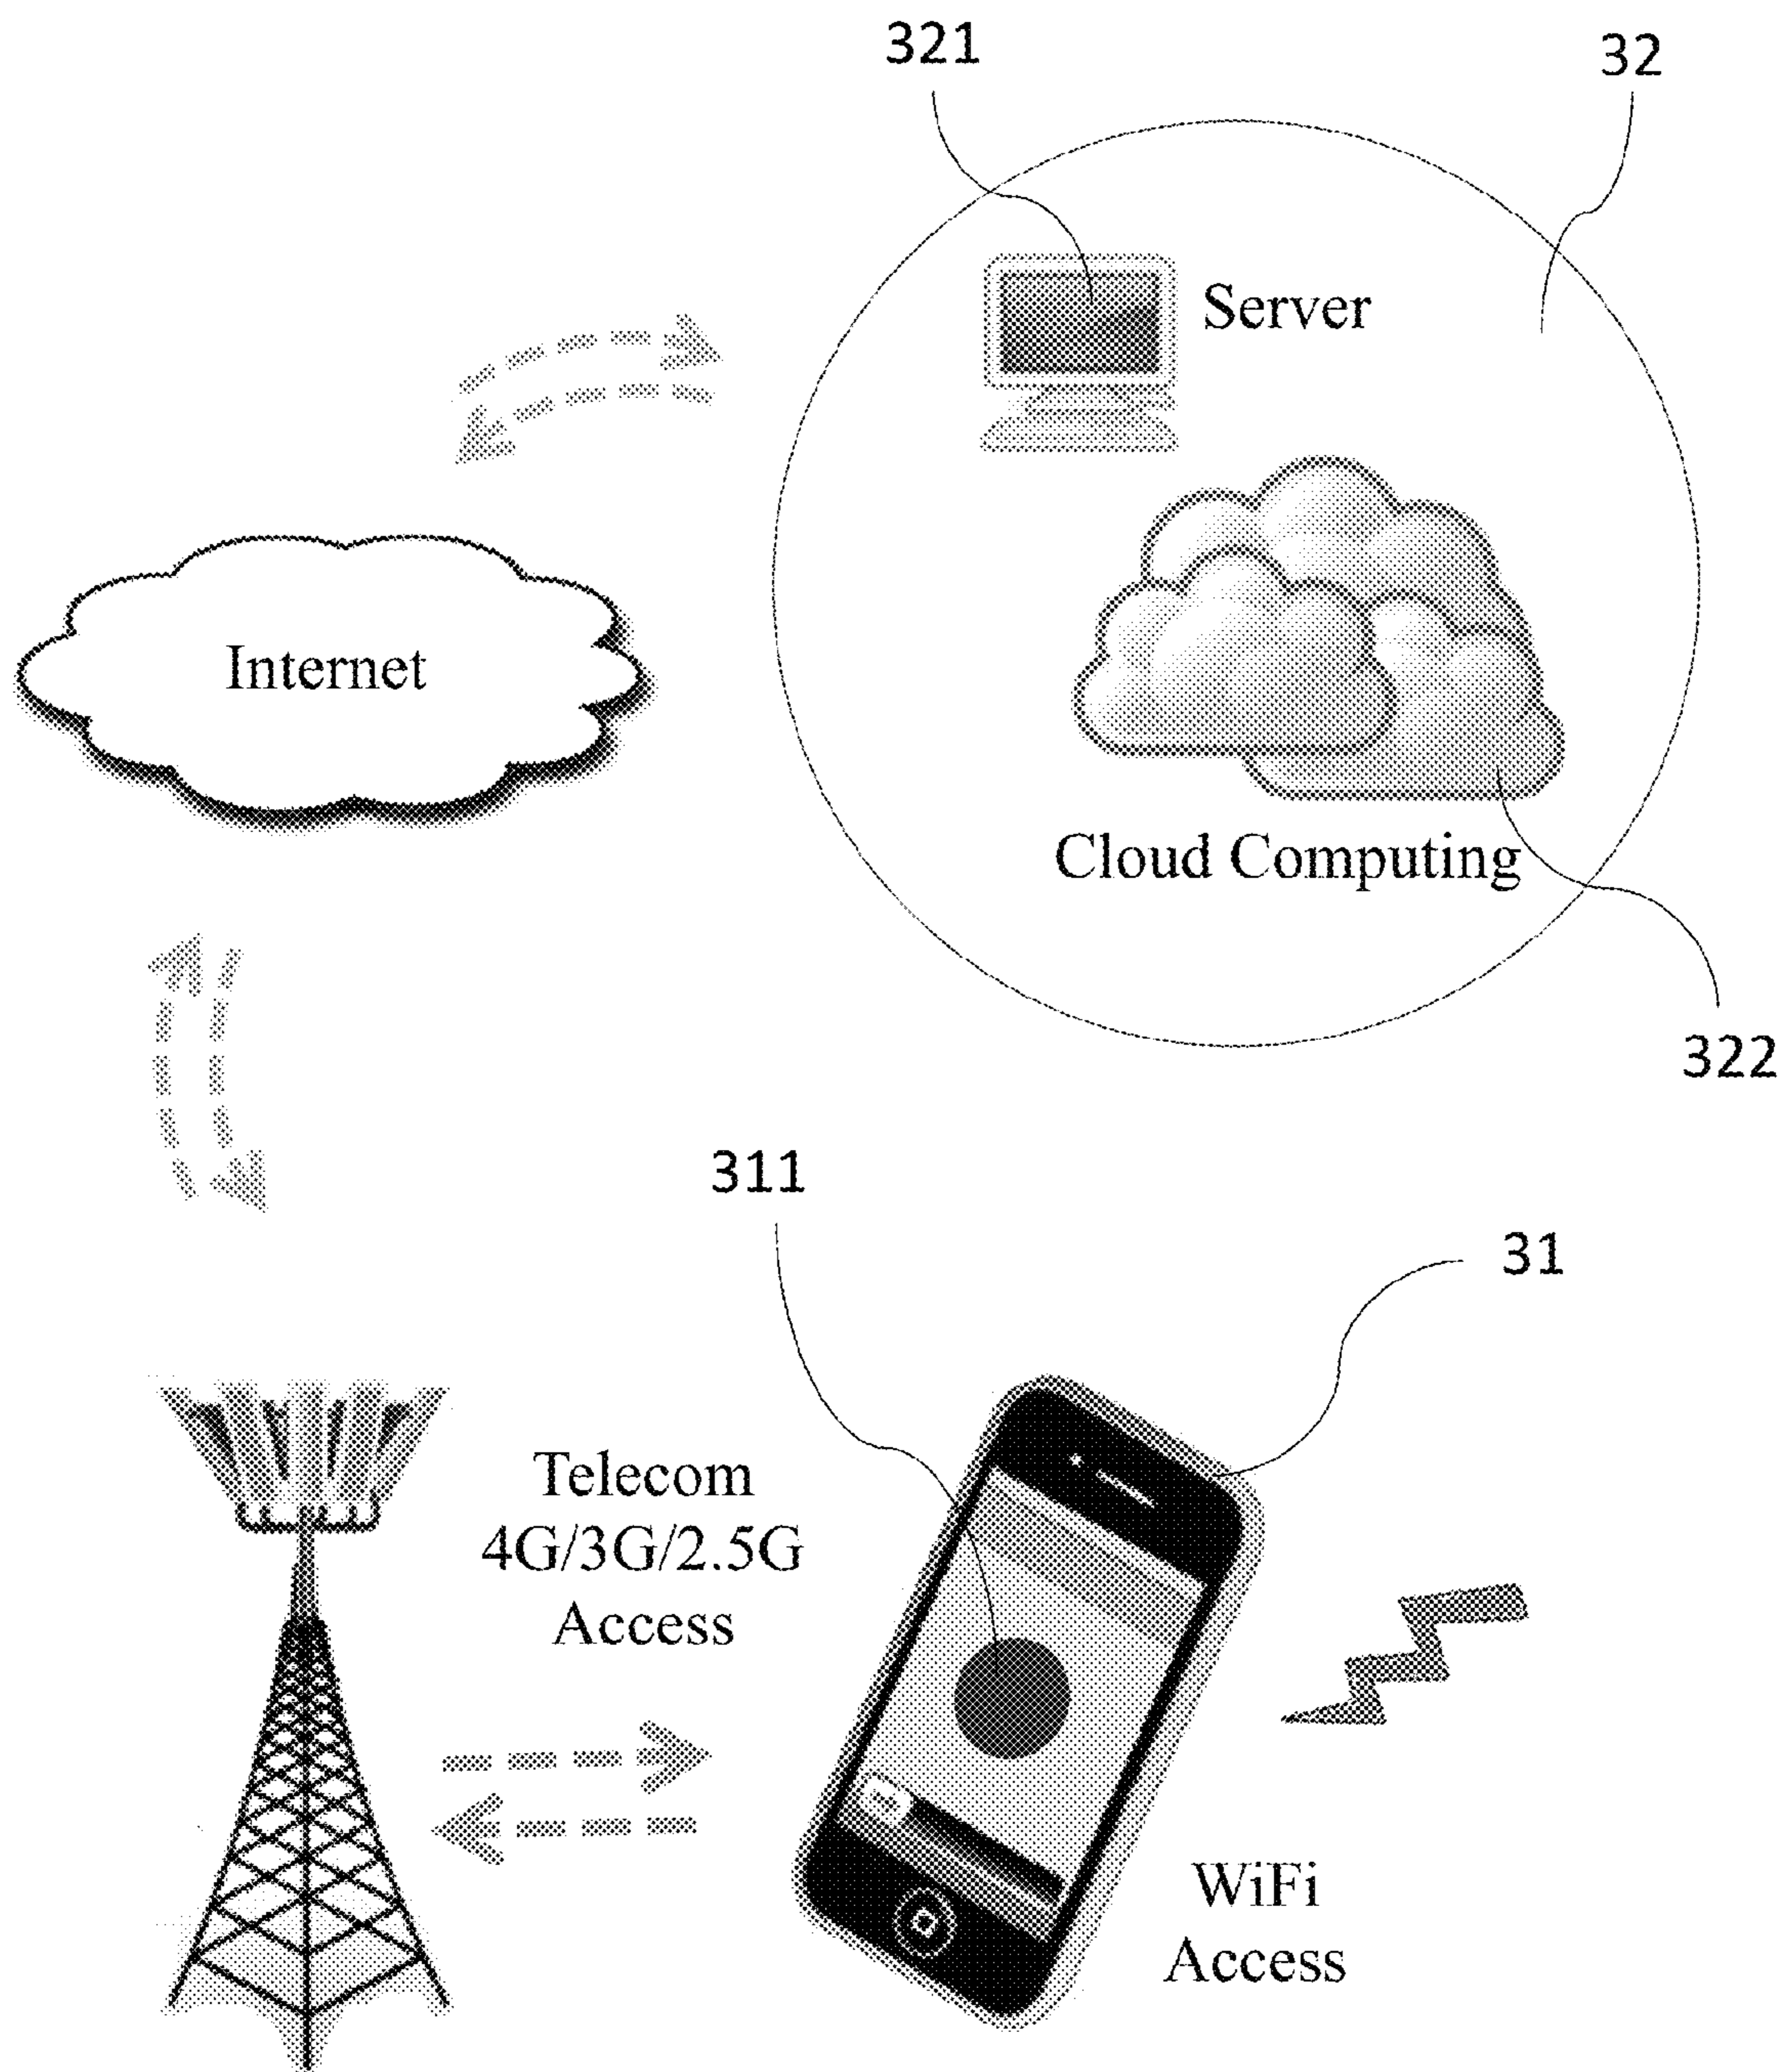 321
32
Server
Internet
Cloud Computing
322
311
31
Telecom
4G/3G/2.5G
Access
WiFi
Access